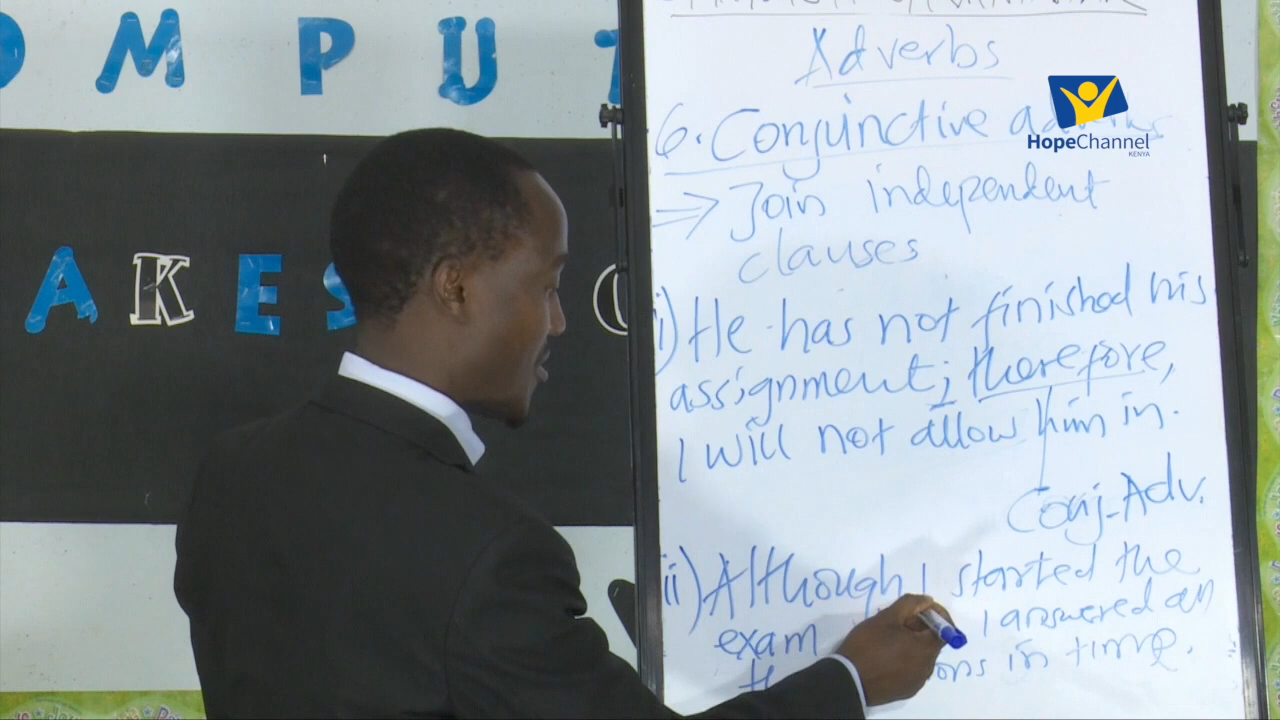 OMPU
AKES
Adverbs
6. Conjunctive
HopeChannel
KENYA
=> Join independent
clauses
i) He has not finished his
assignment; therefore,
I will not allow him in.
Conj-Adv.
ii) Although I started the
exam I answered all
in time.